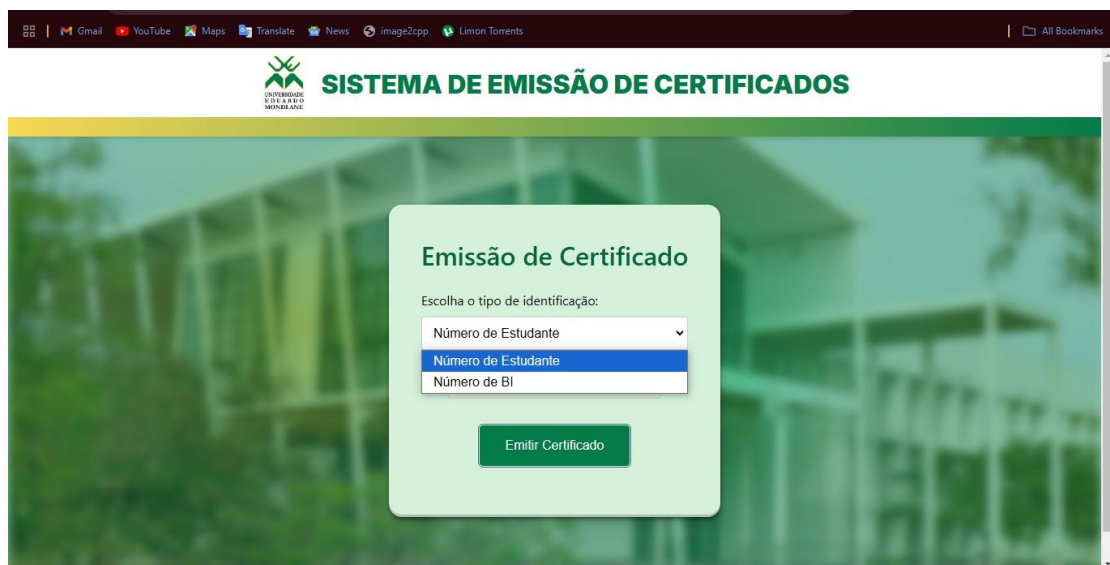 Gmail YouTube Maps Translate News image2cpp Limon Torrents All Bookmarks
UNIVERSIDADE
EDUARDO
MONDLANE
SISTEMA DE EMISSÃO DE CERTIFICADOS
Emissão de Certificado
Escolha o tipo de identificação:
Número de Estudante
Número de Estudante
Número de BI
Emitir Certificado